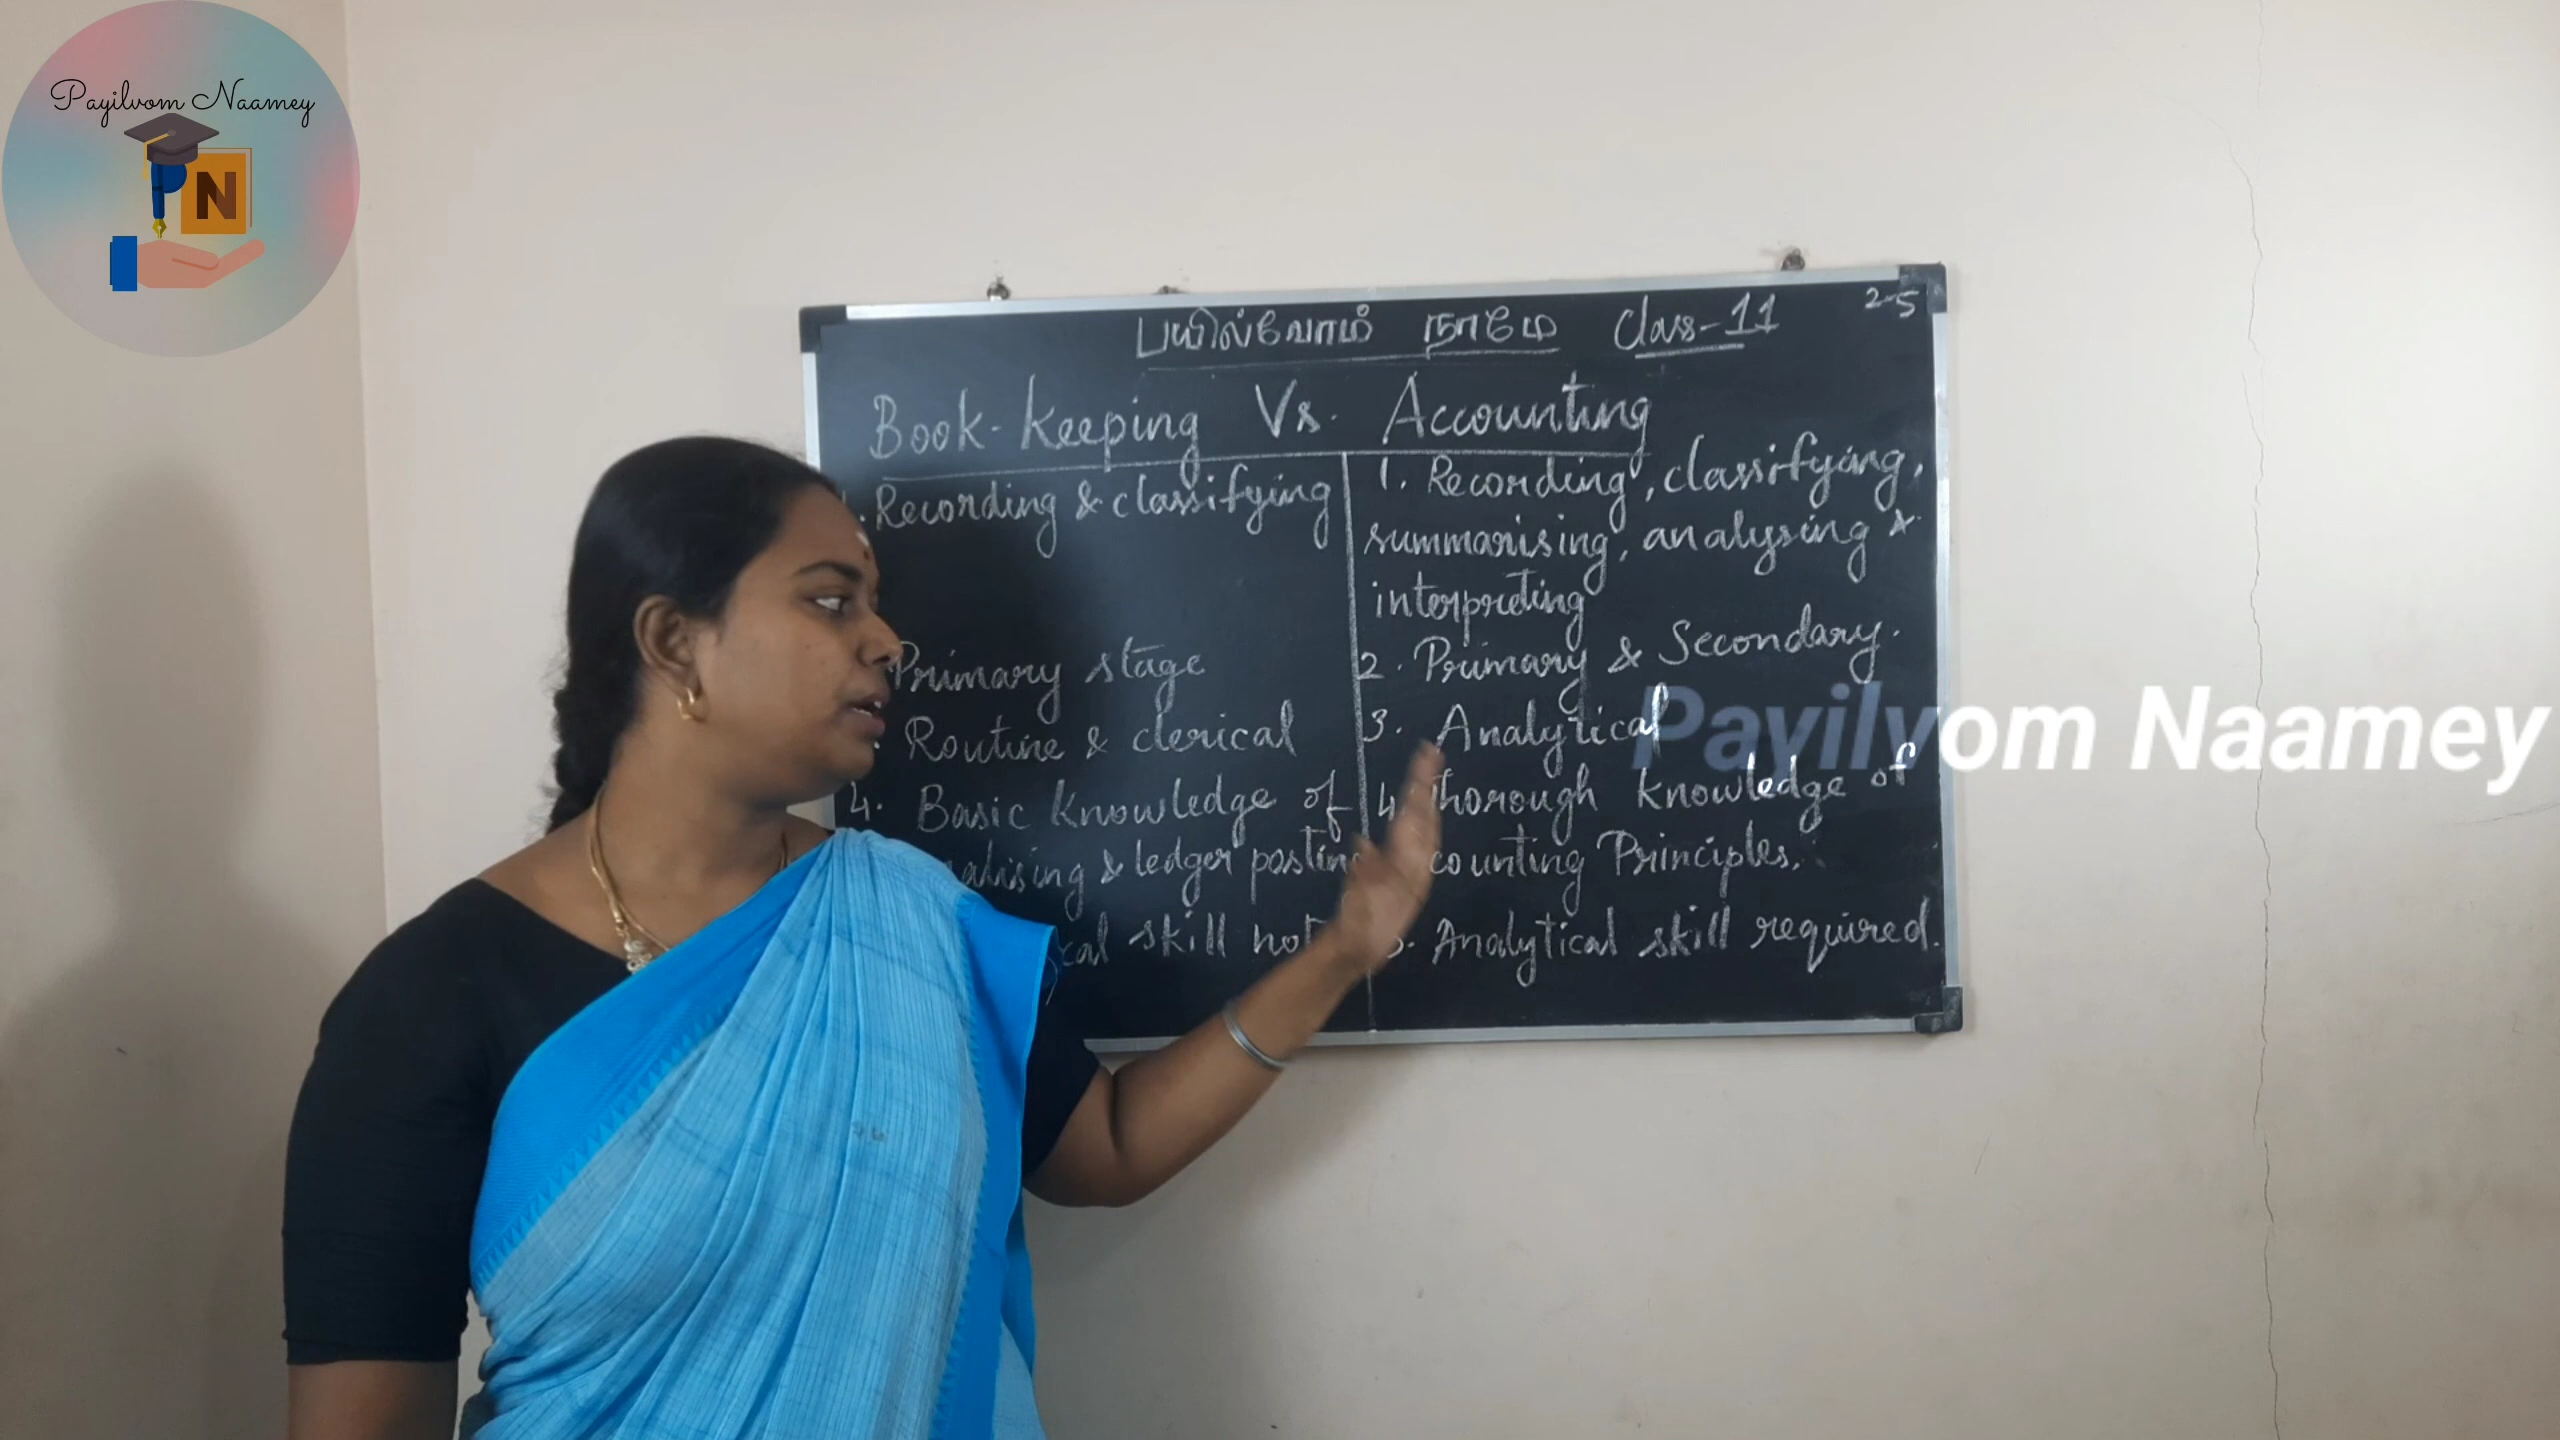 Payilvom Naamey
N
பயில்வோம் நாமே Class-11 2-5
Book-keeping Vs. Accounting
Recording & classifying
1. Recording, classifying,
summarising, analysing &
interpreting
Primary stage
2. Primary & Secondary.
Routine & clerical
3. Analytical
4. Basic knowledge of
& ledger posting
4. Thorough knowledge of
Principles.
skill not
Analytical skill required.
Payilvom Naamey